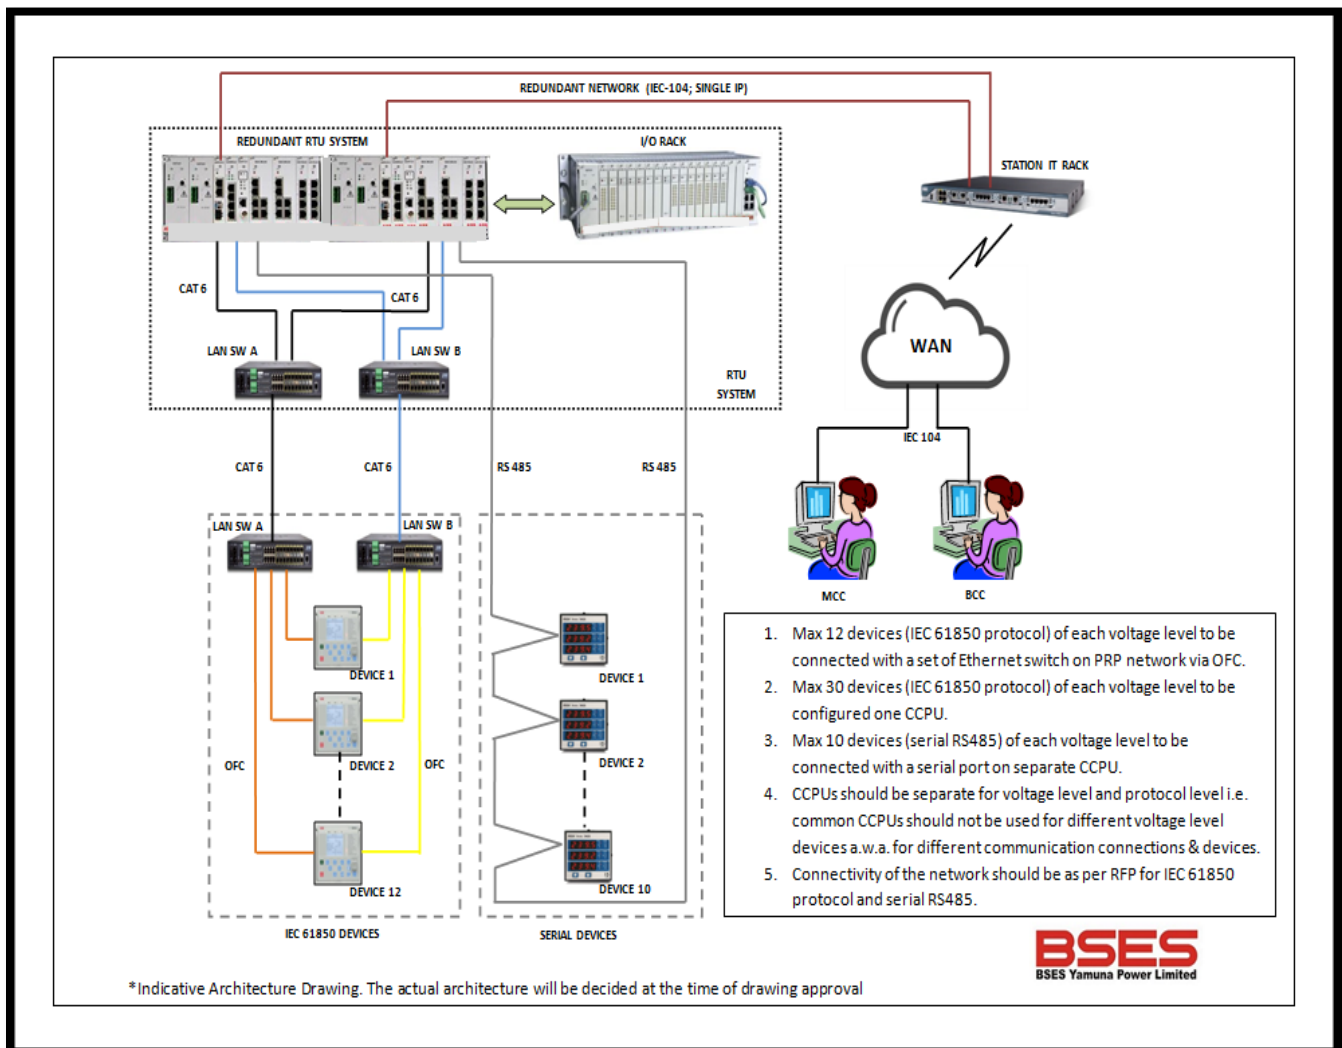 REDUNDANT NETWORK (IEC-104; SINGLE IP)
REDUNDANT RTU SYSTEM
I/O RACK
STATION IT RACK
CAT 6
CAT 6
LAN SW A
LAN SW B
RTU
SYSTEM
WAN
IEC 104
CAT 6
CAT 6
RS 485
RS 485
LAN SW A
LAN SW B
MCC
BCC
DEVICE 1
DEVICE 1
OFC
DEVICE 2
OFC
DEVICE 2
DEVICE 12
DEVICE 10
IEC 61850 DEVICES
SERIAL DEVICES
1. Max 12 devices (IEC 61850 protocol) of each voltage level to be
connected with a set of Ethernet switch on PRP network via OFC.
2. Max 30 devices (IEC 61850 protocol) of each voltage level to be
configured one CCPU.
3. Max 10 devices (serial RS485) of each voltage level to be
connected with a serial port on separate CCPU.
4. CCPUs should be separate for voltage level and protocol level i.e.
common CCPUs should not be used for different voltage level
devices a.w.a. for different communication connections & devices.
5. Connectivity of the network should be as per RFP for IEC 61850
protocol and serial RS485.
BSES
BSES Yamuna Power Limited
*Indicative Architecture Drawing. The actual architecture will be decided at the time of drawing approval